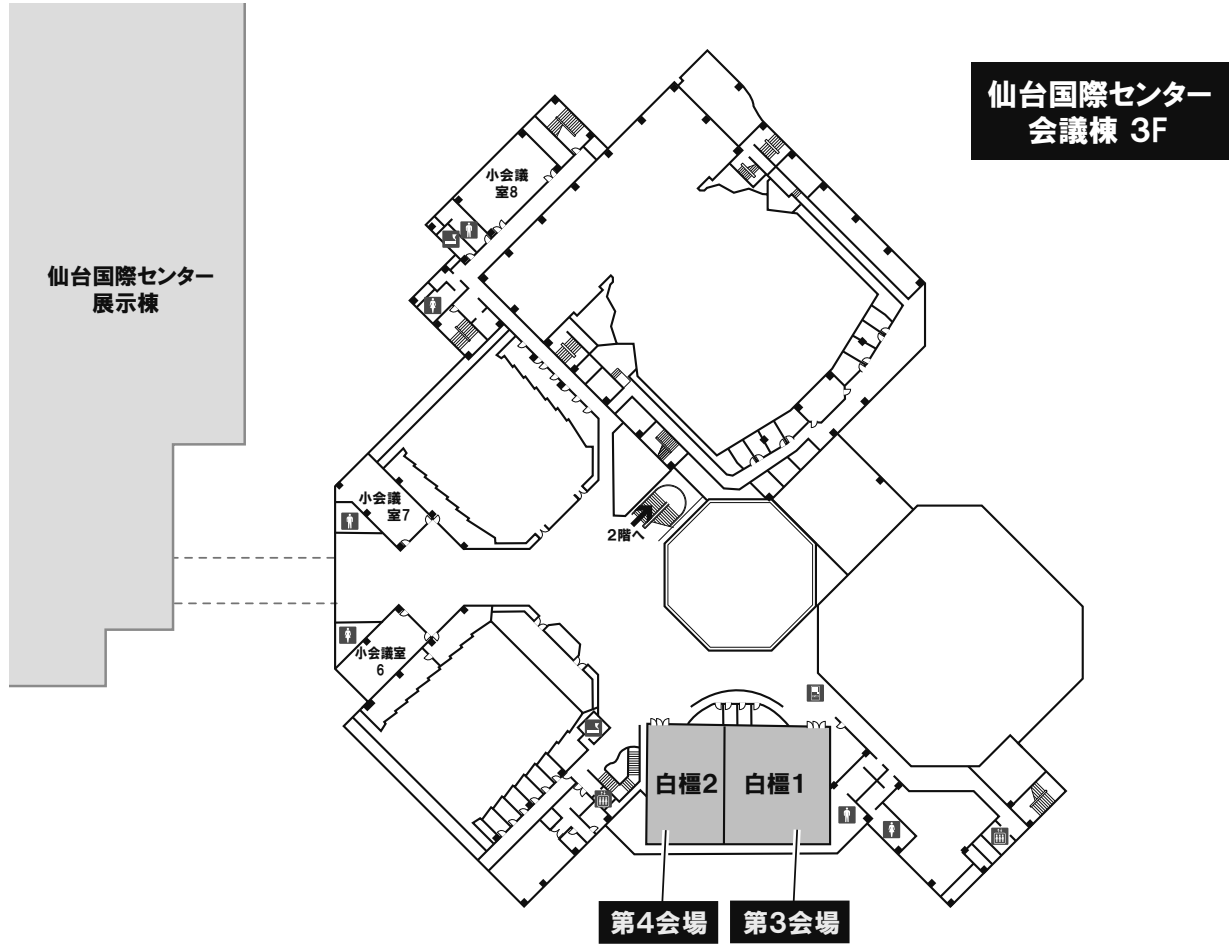 仙台国際センター
会議棟 3F
小会議
室8
仙台国際センター
展示棟
小会議
室7
2階へ
小会議室
6
白橿2
白橿1
第4会場
第3会場